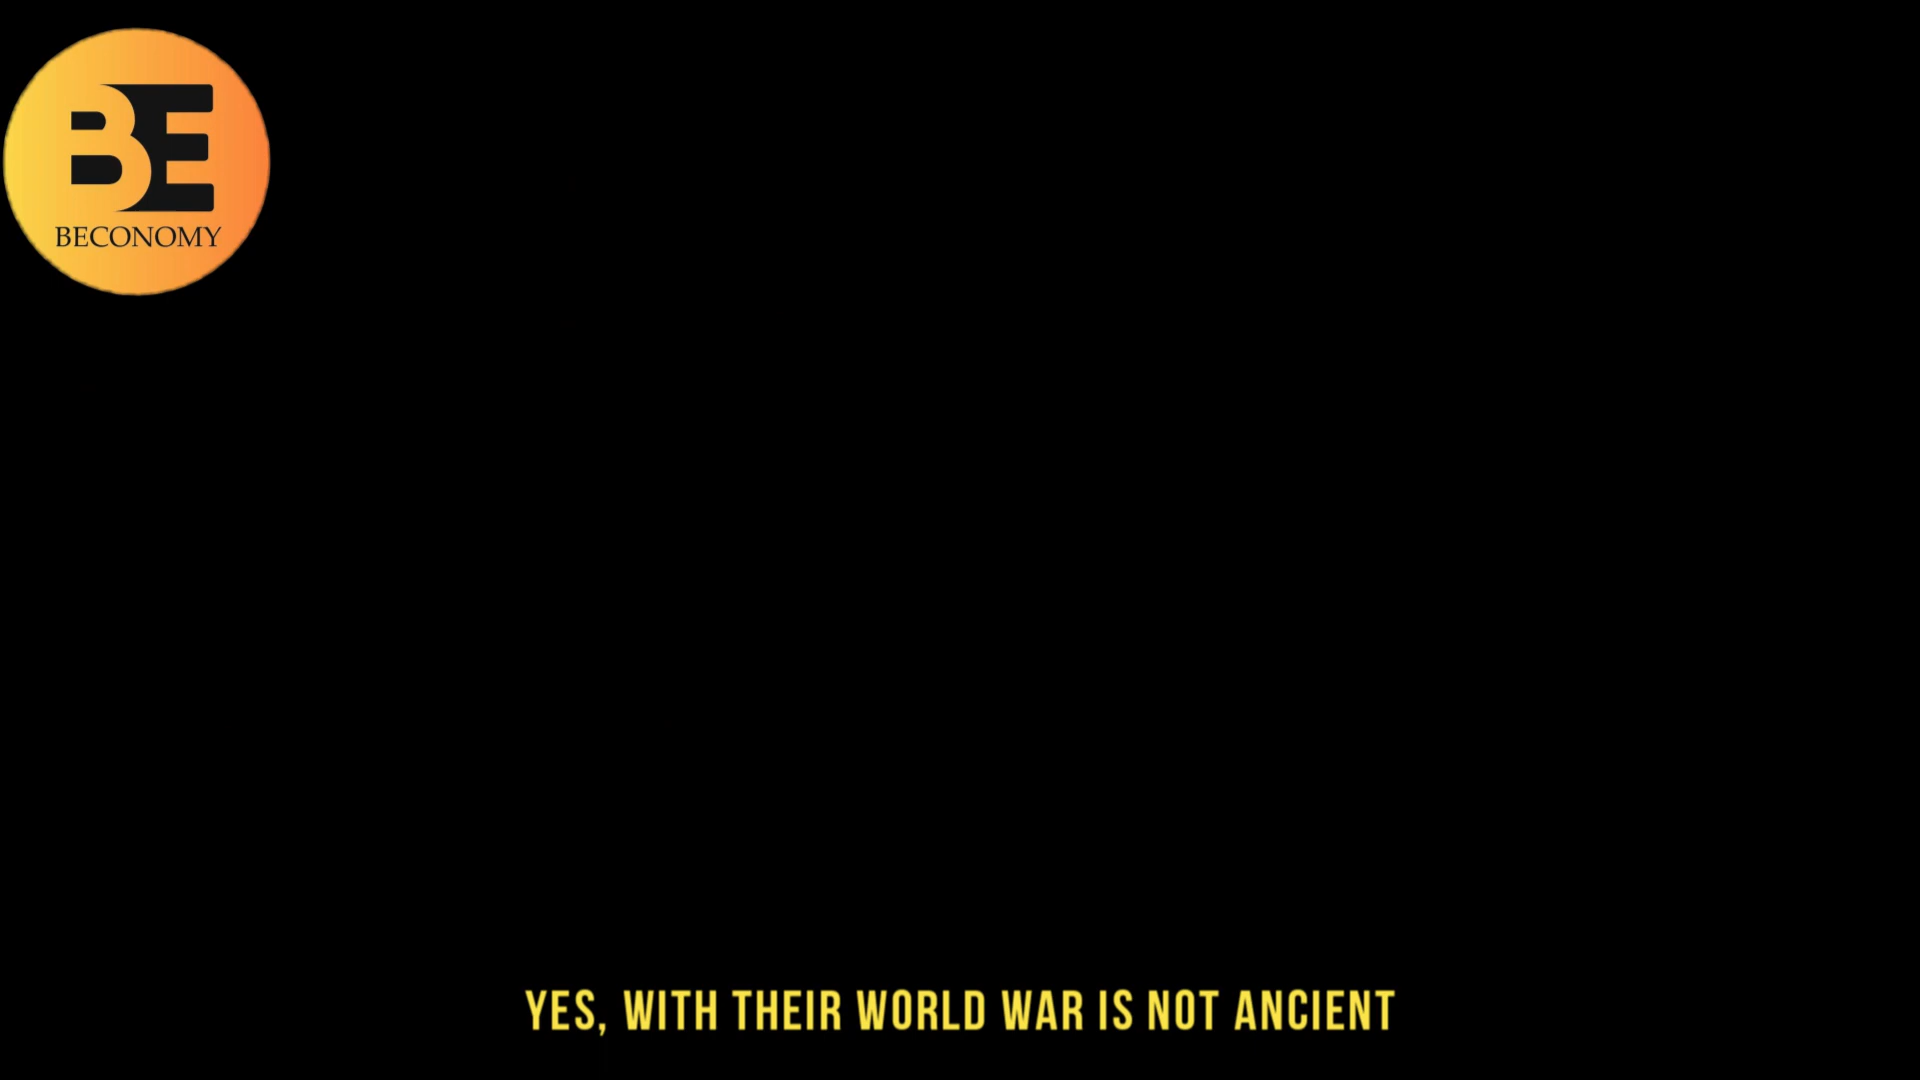 BE
BECONOMY
YES, WITH THEIR WORLD WAR IS NOT ANCIENT